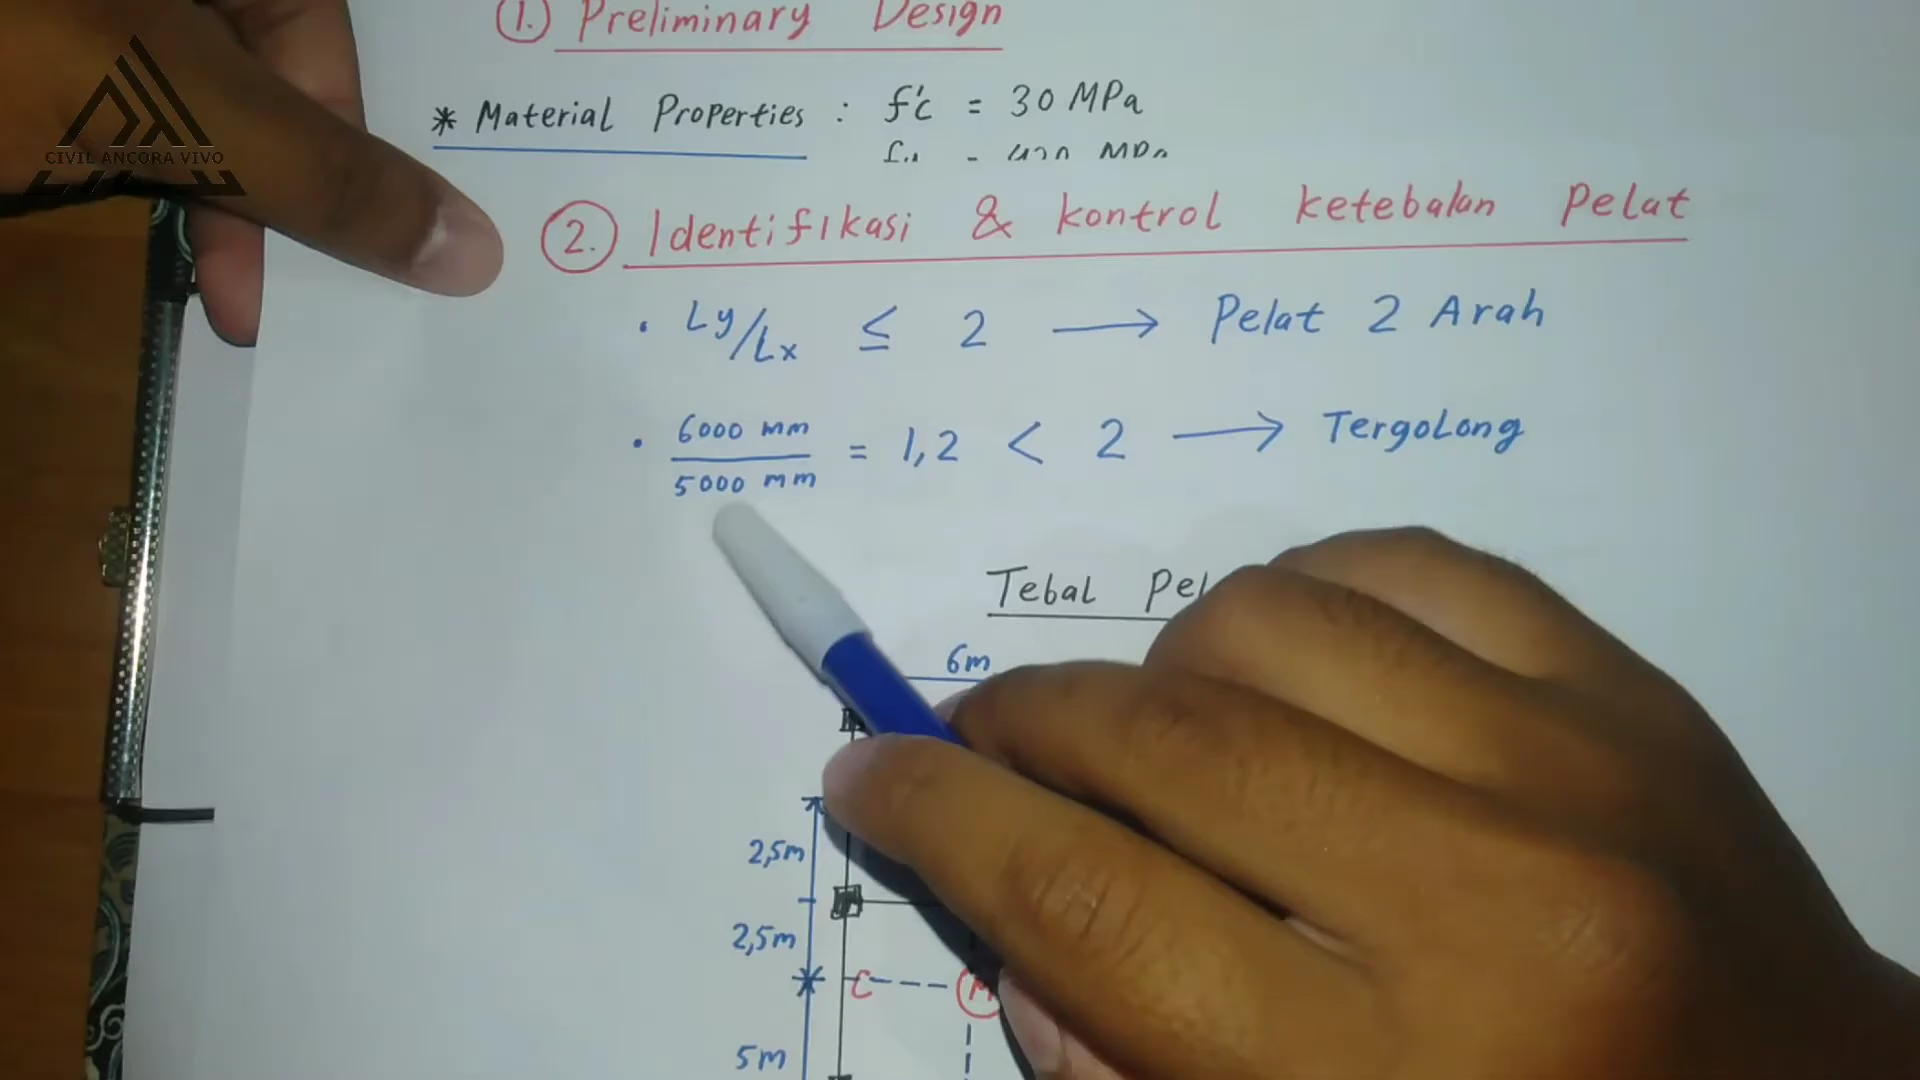 1. Preliminary Design
* Material Properties : f'c = 30 MPa
2. Identifikasi & kontrol ketebalan Pelat
• Ly/Lx ≤ 2 → Pelat 2 Arah
• 6000 mm / 5000 mm = 1,2 < 2 → Tergolong
Tebal
6m
2,5m
2,5m
C M
5m
CIVIL ANCORA VIVO